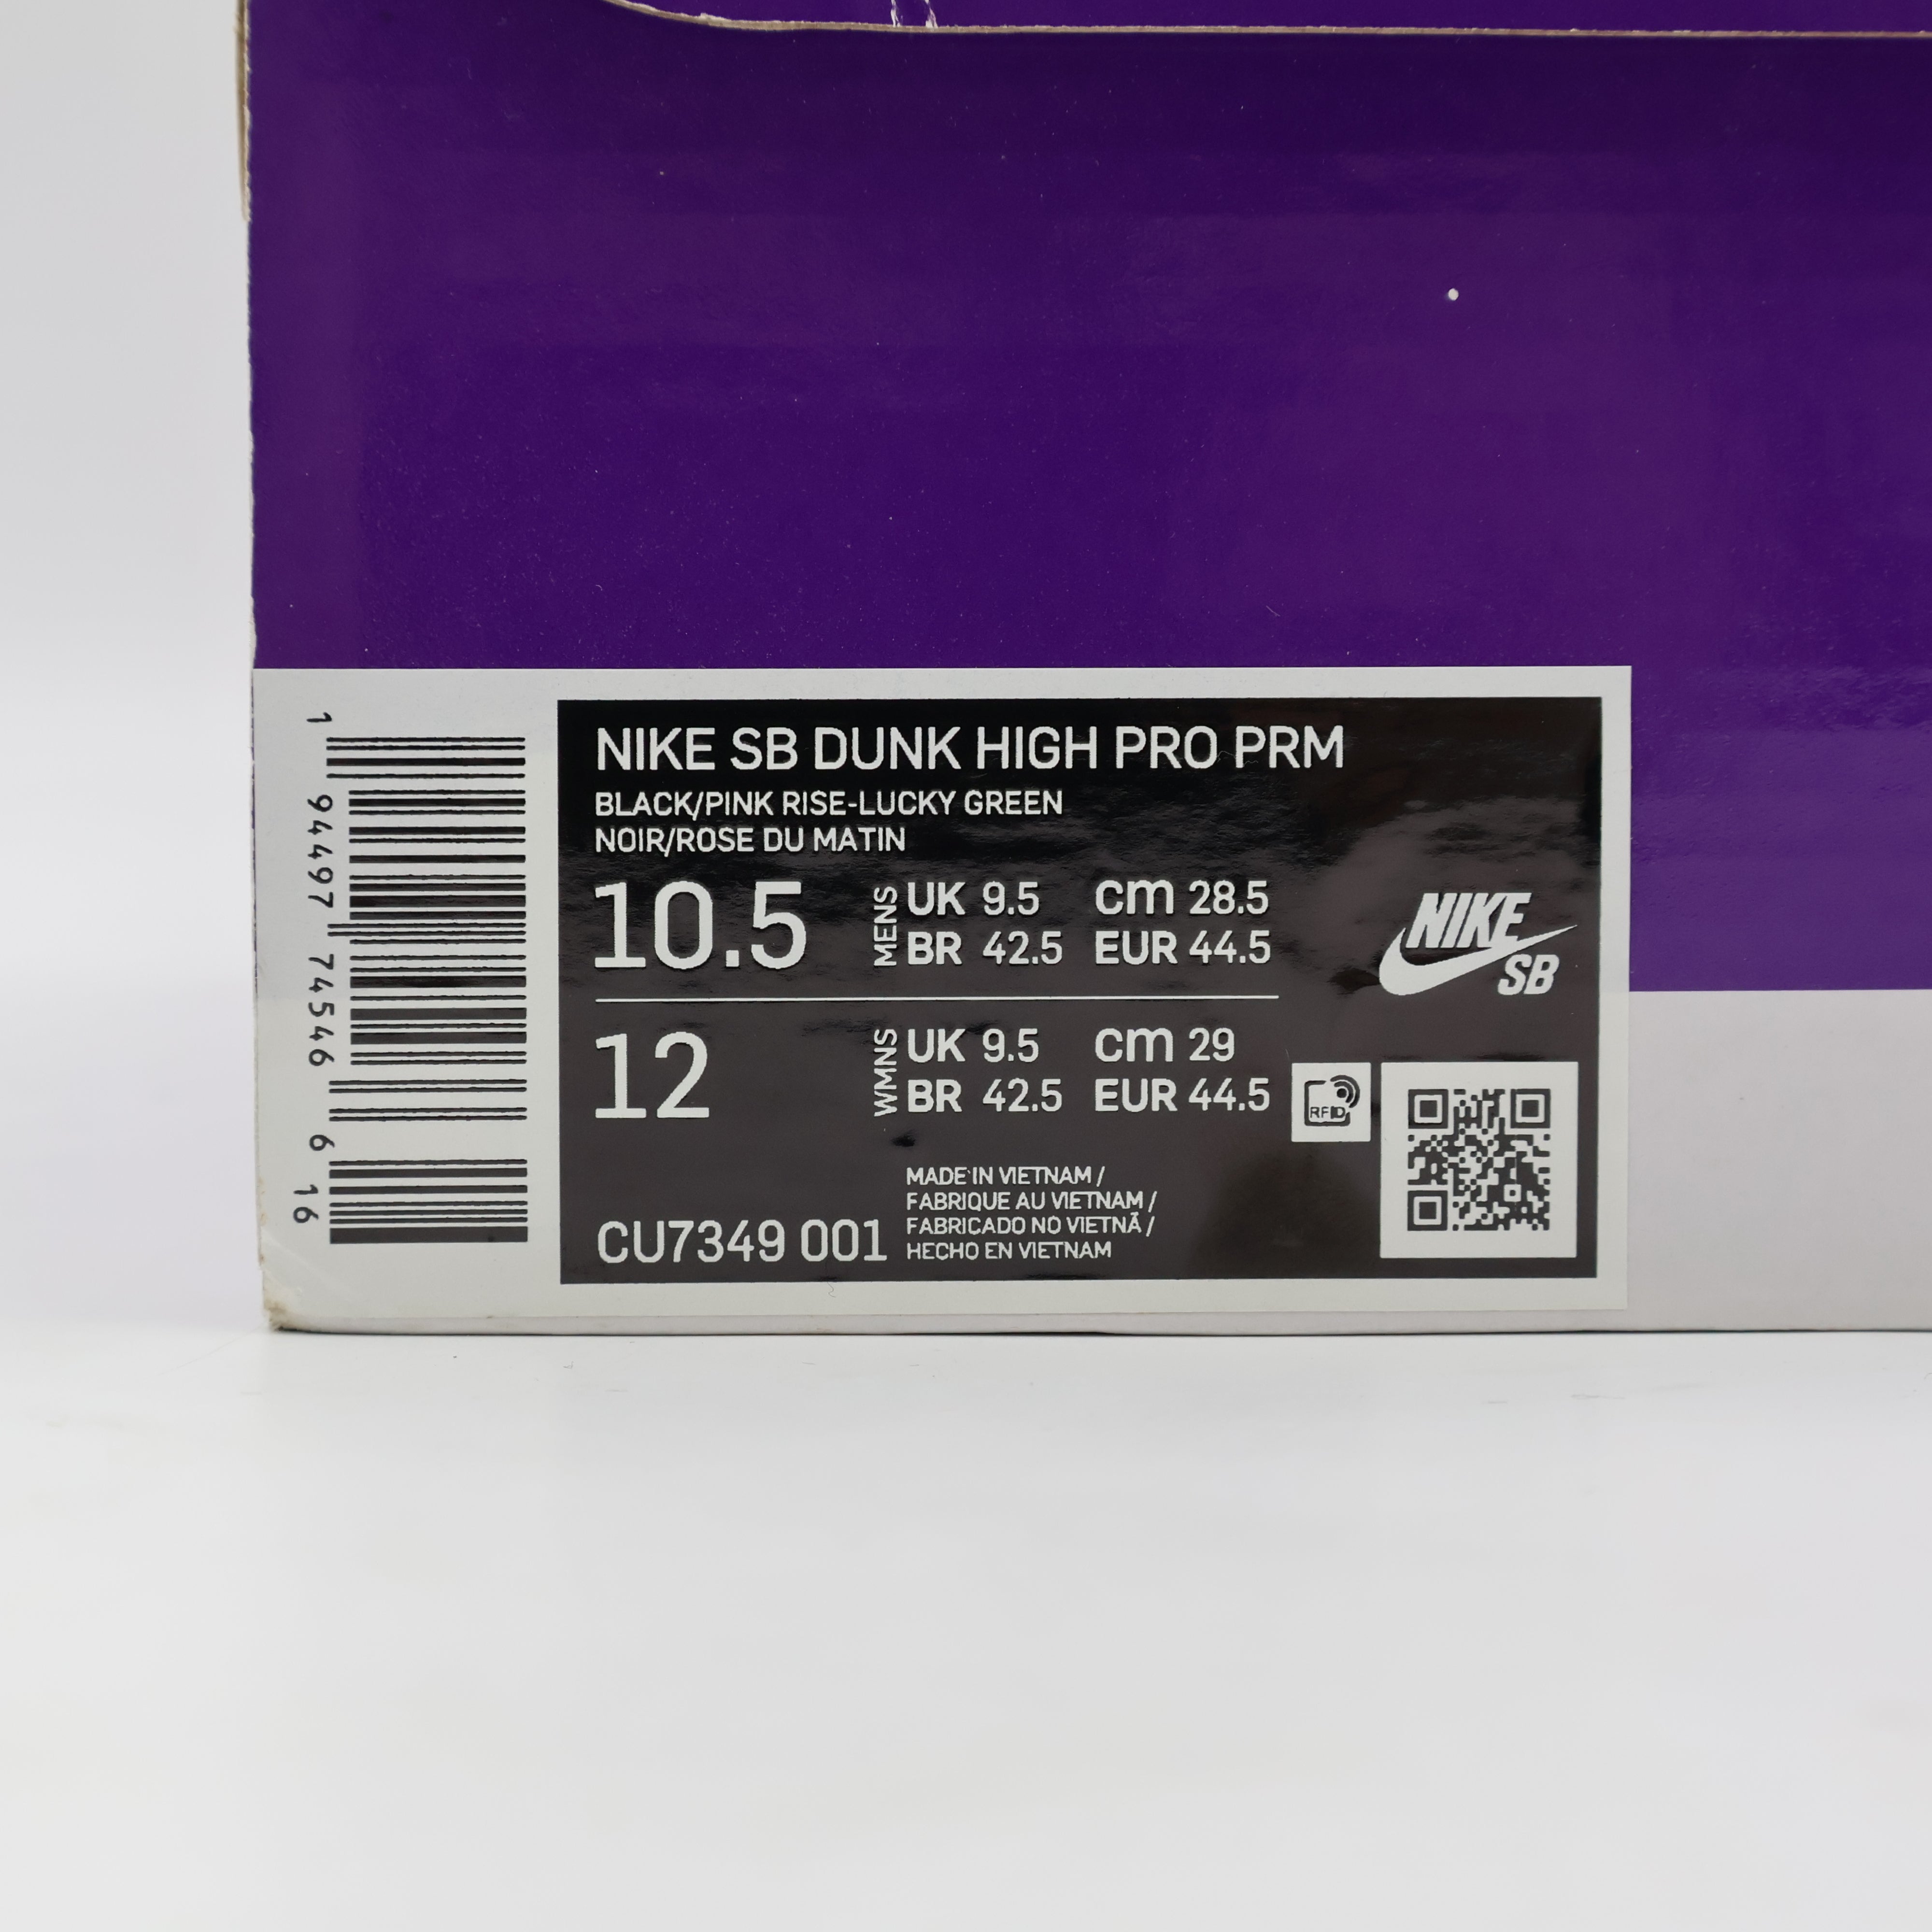 NIKE SB DUNK HIGH PRO PRM
BLACK/PINK RISE-LUCKY GREEN
NOIR/ROSE DU MATIN
10.5 MENS UK 9.5 cm 28.5
BR 42.5 EUR 44.5
NIKE
SB
12 WMNS UK 9.5 cm 29
BR 42.5 EUR 44.5
RFID
MADE IN VIETNAM /
FABRIQUE AU VIETNAM /
FABRICADO NO VIETNÃ /
HECHO EN VIETNAM
CU7349 001
1 94497 74546 6 16